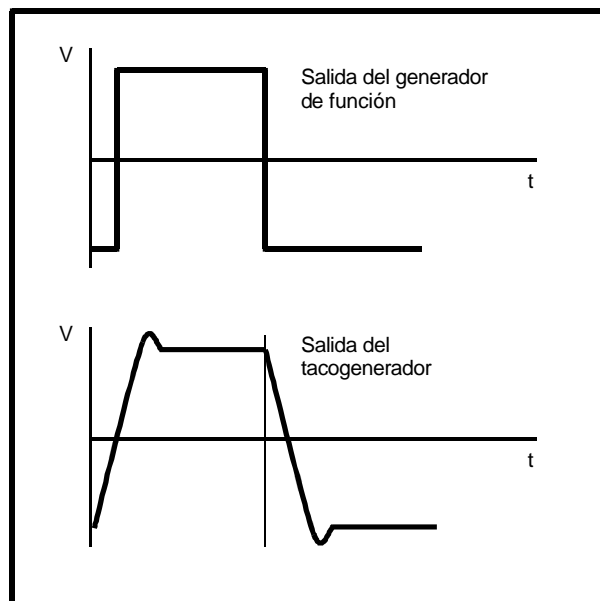 V
Salida del generador
de función
t
V
Salida del
tacogenerador
t